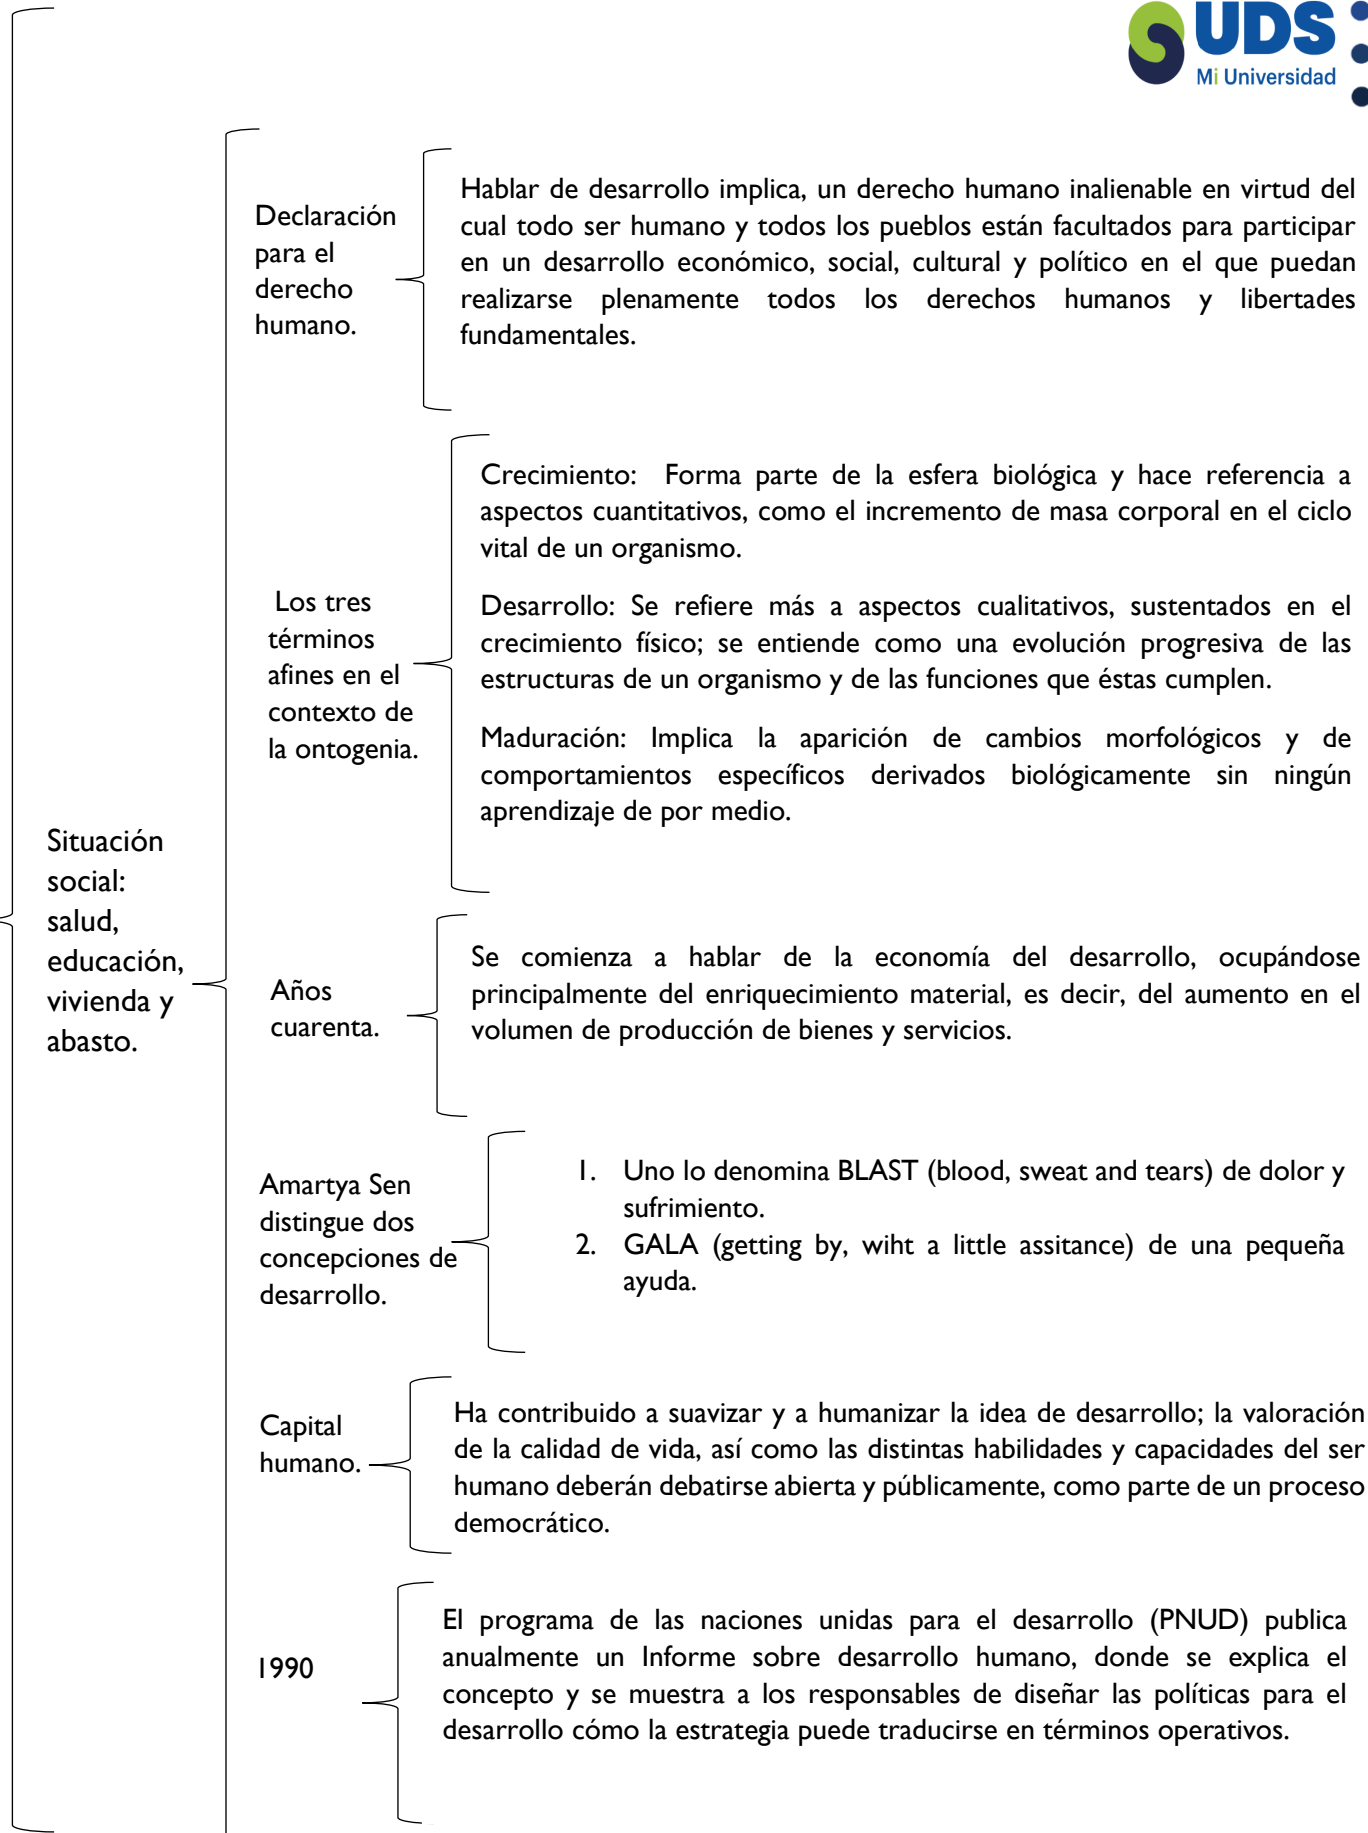 UDS
Mi Universidad
Declaración
para el
derecho
humano.
Hablar de desarrollo implica, un derecho humano inalienable en virtud del
cual todo ser humano y todos los pueblos están facultados para participar
en un desarrollo económico, social, cultural y político en el que puedan
realizarse plenamente todos los derechos humanos y libertades
fundamentales.
Los tres
términos
afines en el
contexto de
la ontogenia.
Crecimiento: Forma parte de la esfera biológica y hace referencia a
aspectos cuantitativos, como el incremento de masa corporal en el ciclo
vital de un organismo.
Desarrollo: Se refiere más a aspectos cualitativos, sustentados en el
crecimiento físico; se entiende como una evolución progresiva de las
estructuras de un organismo y de las funciones que éstas cumplen.
Maduración: Implica la aparición de cambios morfológicos y de
comportamientos específicos derivados biológicamente sin ningún
aprendizaje de por medio.
Situación
social:
salud,
educación,
vivienda y
abasto.
Años
cuarenta.
Se comienza a hablar de la economía del desarrollo, ocupándose
principalmente del enriquecimiento material, es decir, del aumento en el
volumen de producción de bienes y servicios.
Amartya Sen
distingue dos
concepciones de
desarrollo.
1. Uno lo denomina BLAST (blood, sweat and tears) de dolor y
sufrimiento.
2. GALA (getting by, wiht a little assitance) de una pequeña
ayuda.
Capital
humano.
Ha contribuido a suavizar y a humanizar la idea de desarrollo; la valoración
de la calidad de vida, así como las distintas habilidades y capacidades del ser
humano deberán debatirse abierta y públicamente, como parte de un proceso
democrático.
1990
El programa de las naciones unidas para el desarrollo (PNUD) publica
anualmente un Informe sobre desarrollo humano, donde se explica el
concepto y se muestra a los responsables de diseñar las políticas para el
desarrollo cómo la estrategia puede traducirse en términos operativos.